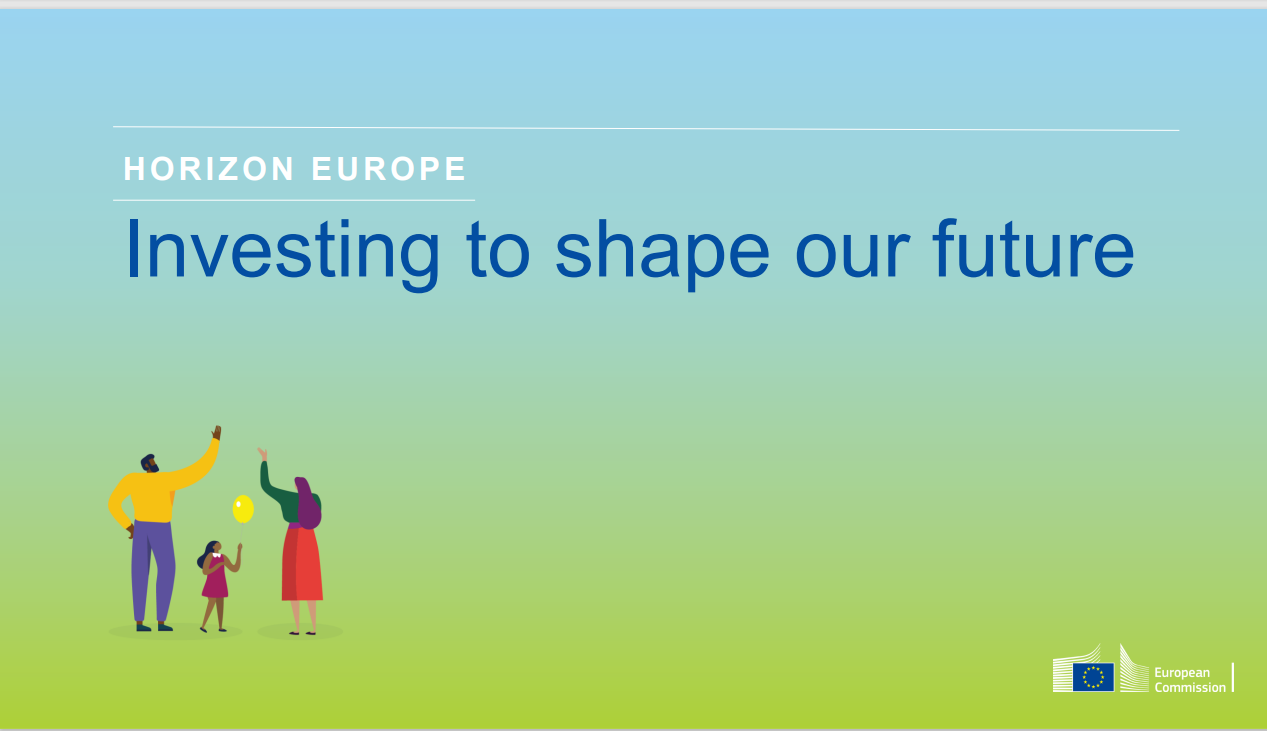 HORIZON EUROPE
Investing to shape our future
European
Commission